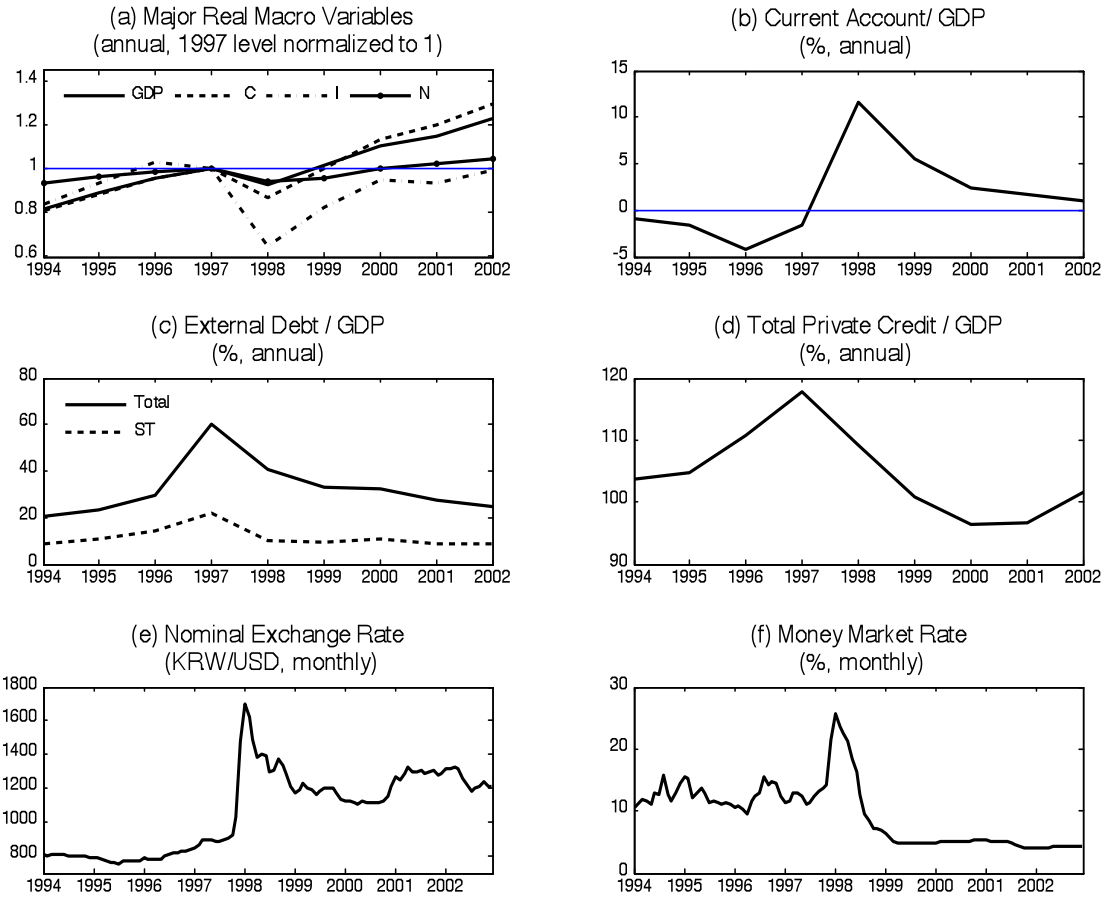 (a) Major Real Macro Variables
(annual, 1997 level normalized to 1)
1.4
1.2
1
0.8
0.6
GDP C I N
1994 1995 1996 1997 1998 1999 2000 2001 2002
(b) Current Account/ GDP
(%, annual)
15
10
5
0
-5
1994 1995 1996 1997 1998 1999 2000 2001 2002
(c) External Debt / GDP
(%, annual)
80
60
40
20
0
Total
ST
1994 1995 1996 1997 1998 1999 2000 2001 2002
(d) Total Private Credit / GDP
(%, annual)
120
110
100
90
1994 1995 1996 1997 1998 1999 2000 2001 2002
(e) Nominal Exchange Rate
(KRW/USD, monthly)
1800
1600
1400
1200
1000
800
1994 1995 1996 1997 1998 1999 2000 2001 2002
(f) Money Market Rate
(%, monthly)
30
20
10
0
1994 1995 1996 1997 1998 1999 2000 2001 2002